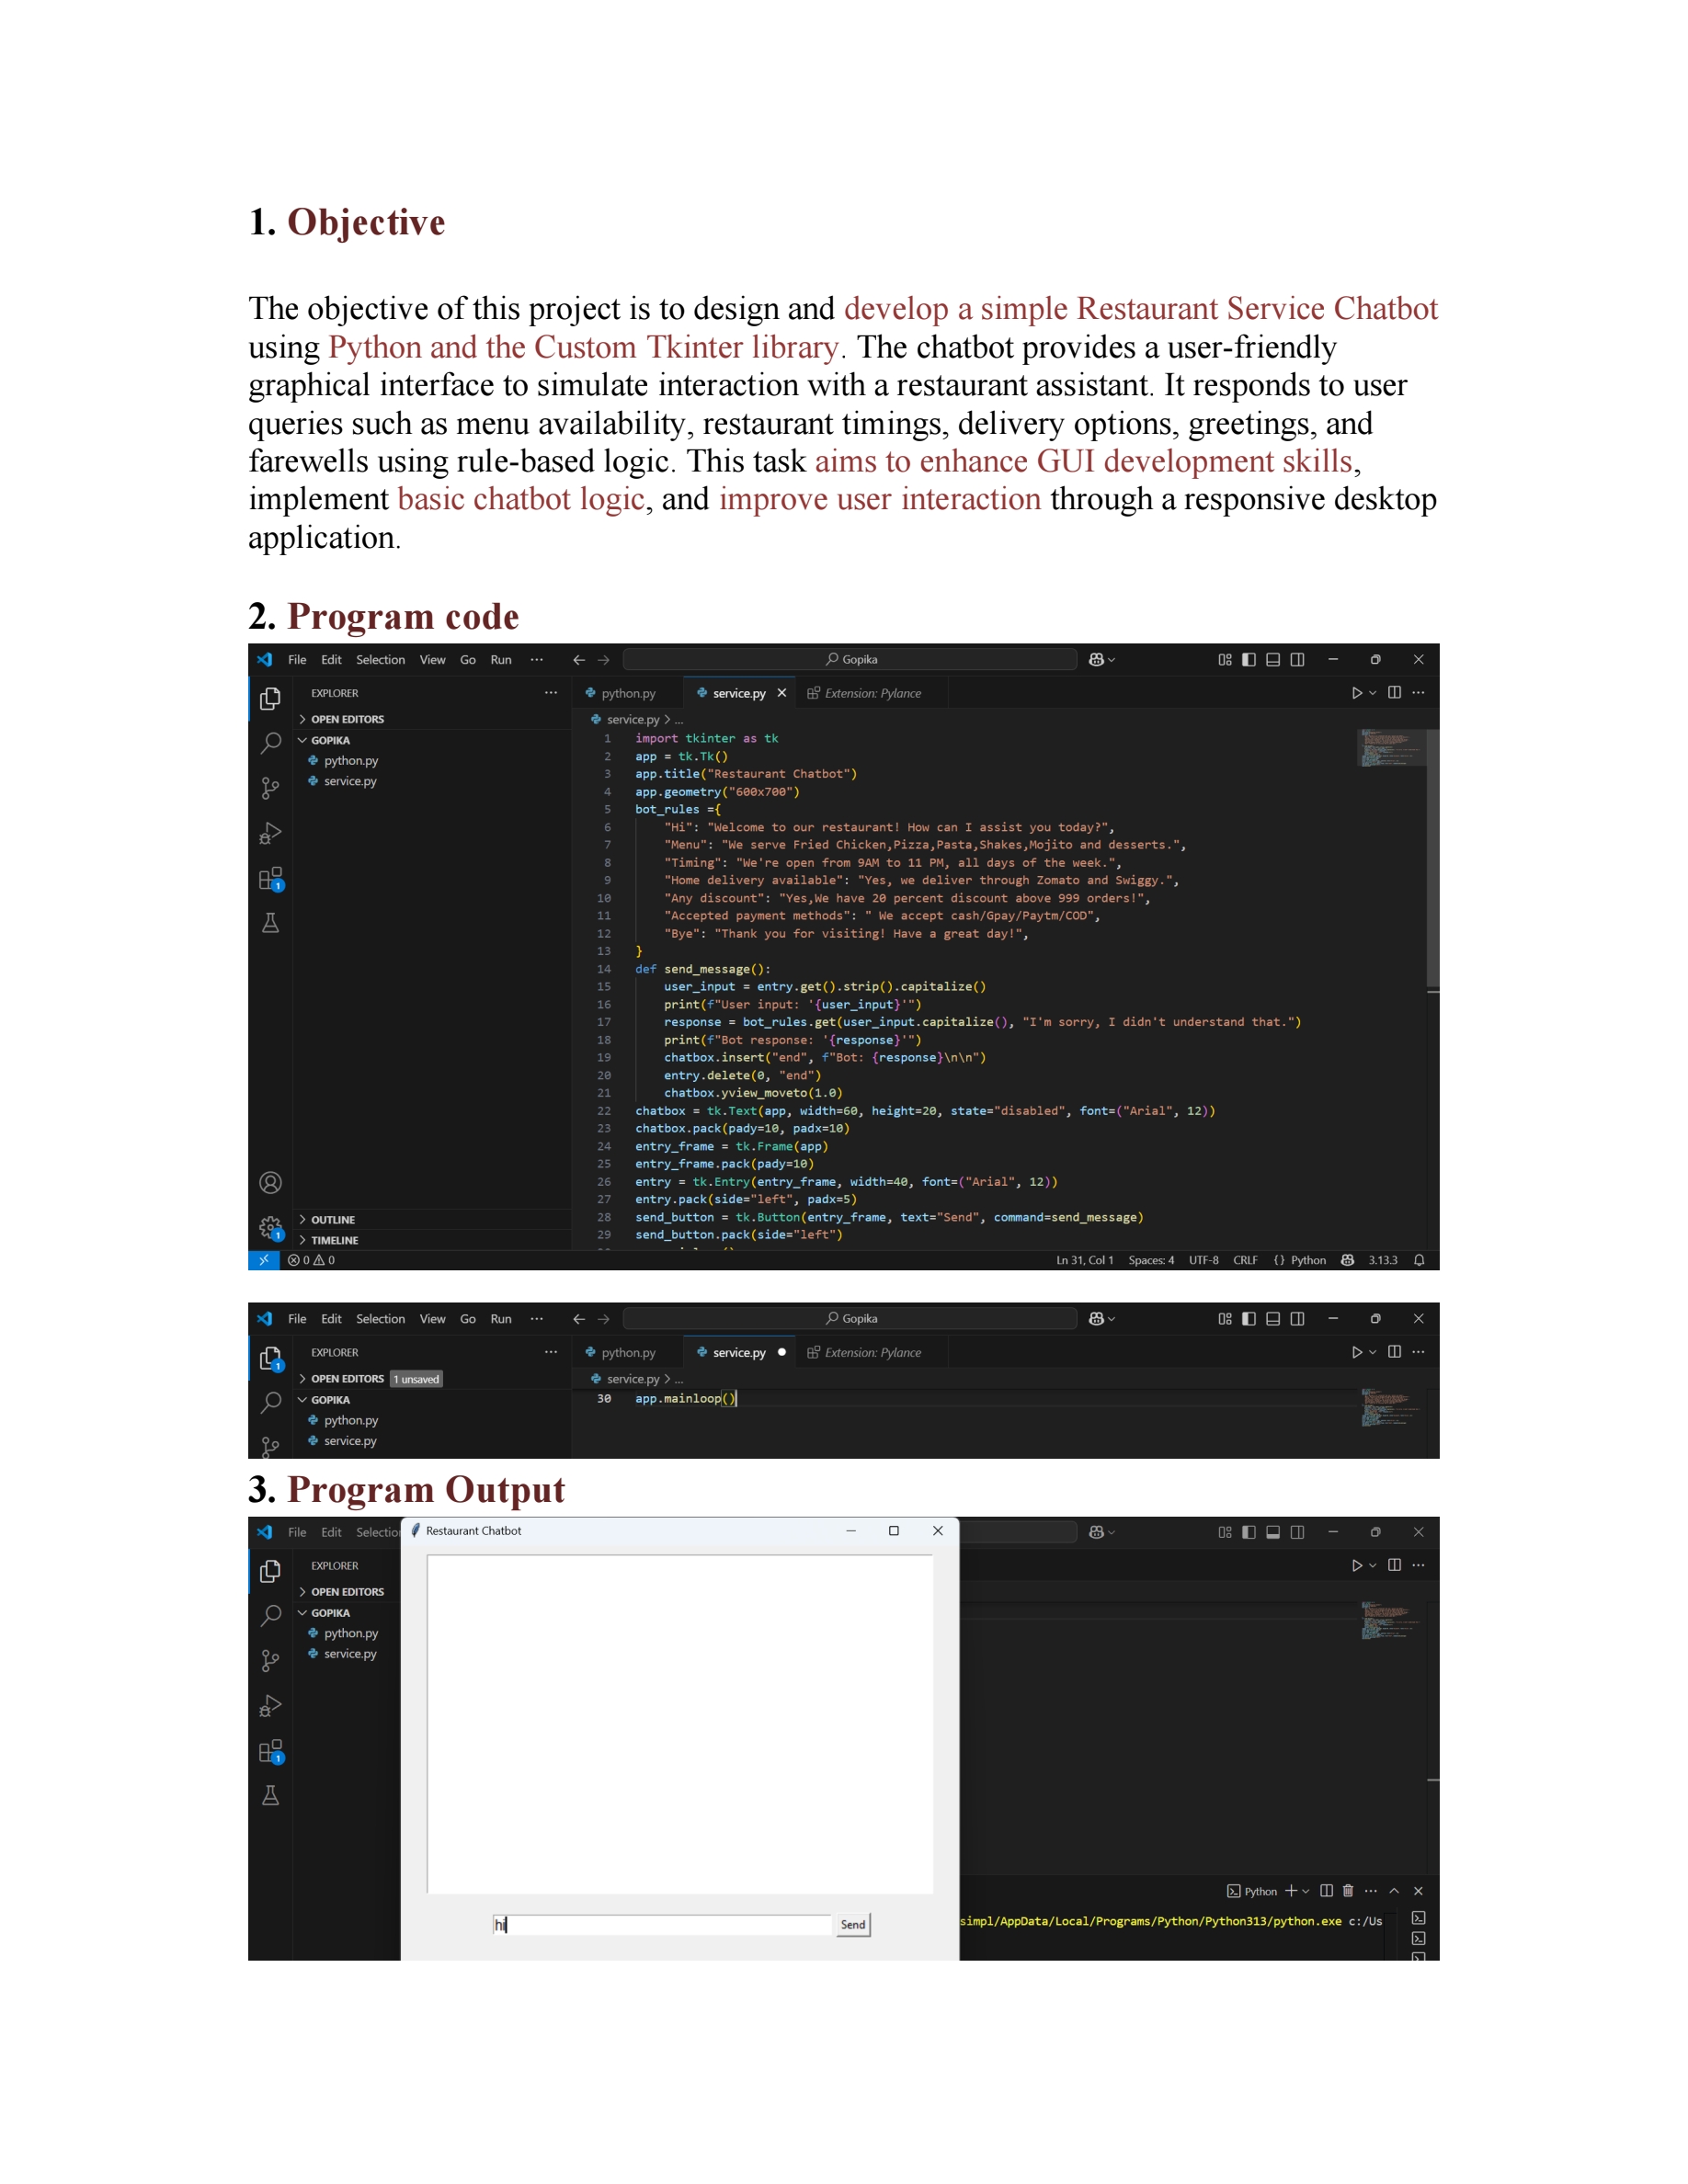 1. Objective
The objective of this project is to design and develop a simple Restaurant Service Chatbot
using Python and the Custom Tkinter library. The chatbot provides a user-friendly
graphical interface to simulate interaction with a restaurant assistant. It responds to user
queries such as menu availability, restaurant timings, delivery options, greetings, and
farewells using rule-based logic. This task aims to enhance GUI development skills,
implement basic chatbot logic, and improve user interaction through a responsive desktop
application.
2. Program code
File Edit Selection View Go Run ··· Gopika
EXPLORER ··· python.py service.py Extension: Pylance
OPEN EDITORS
service.py > ...
GOPIKA
python.py
service.py
1 import tkinter as tk
2 app = tk.Tk()
3 app.title("Restaurant Chatbot")
4 app.geometry("600x700")
5 bot_rules ={
6 "Hi": "Welcome to our restaurant! How can I assist you today?",
7 "Menu": "We serve Fried Chicken,Pizza,Pasta,Shakes,Mojito and desserts.",
8 "Timing": "We're open from 9AM to 11 PM, all days of the week.",
9 "Home delivery available": "Yes, we deliver through Zomato and Swiggy.",
10 "Any discount": "Yes,We have 20 percent discount above 999 orders!",
11 "Accepted payment methods": " We accept cash/Gpay/Paytm/COD",
12 "Bye": "Thank you for visiting! Have a great day!",
13 }
14 def send_message():
15 user_input = entry.get().strip().capitalize()
16 print(f"User input: '{user_input}'")
17 response = bot_rules.get(user_input.capitalize(), "I'm sorry, I didn't understand that.")
18 print(f"Bot response: '{response}'")
19 chatbox.insert("end", f"Bot: {response}\n\n")
20 entry.delete(0, "end")
21 chatbox.yview_moveto(1.0)
22 chatbox = tk.Text(app, width=60, height=20, state="disabled", font=("Arial", 12))
23 chatbox.pack(pady=10, padx=10)
24 entry_frame = tk.Frame(app)
25 entry_frame.pack(pady=10)
26 entry = tk.Entry(entry_frame, width=40, font=("Arial", 12))
27 entry.pack(side="left", padx=5)
28 send_button = tk.Button(entry_frame, text="Send", command=send_message)
29 send_button.pack(side="left")
OUTLINE
TIMELINE
0 0 Ln 31, Col 1 Spaces: 4 UTF-8 CRLF {} Python 3.13.3
File Edit Selection View Go Run ··· Gopika
EXPLORER ··· python.py service.py Extension: Pylance
OPEN EDITORS 1 unsaved
service.py > ...
GOPIKA
python.py
service.py
30 app.mainloop()
3. Program Output
File Edit Selectio Restaurant Chatbot
EXPLORER
OPEN EDITORS
GOPIKA
python.py
service.py
Python
hi Send
simpl/AppData/Local/Programs/Python/Python313/python.exe c:/Us